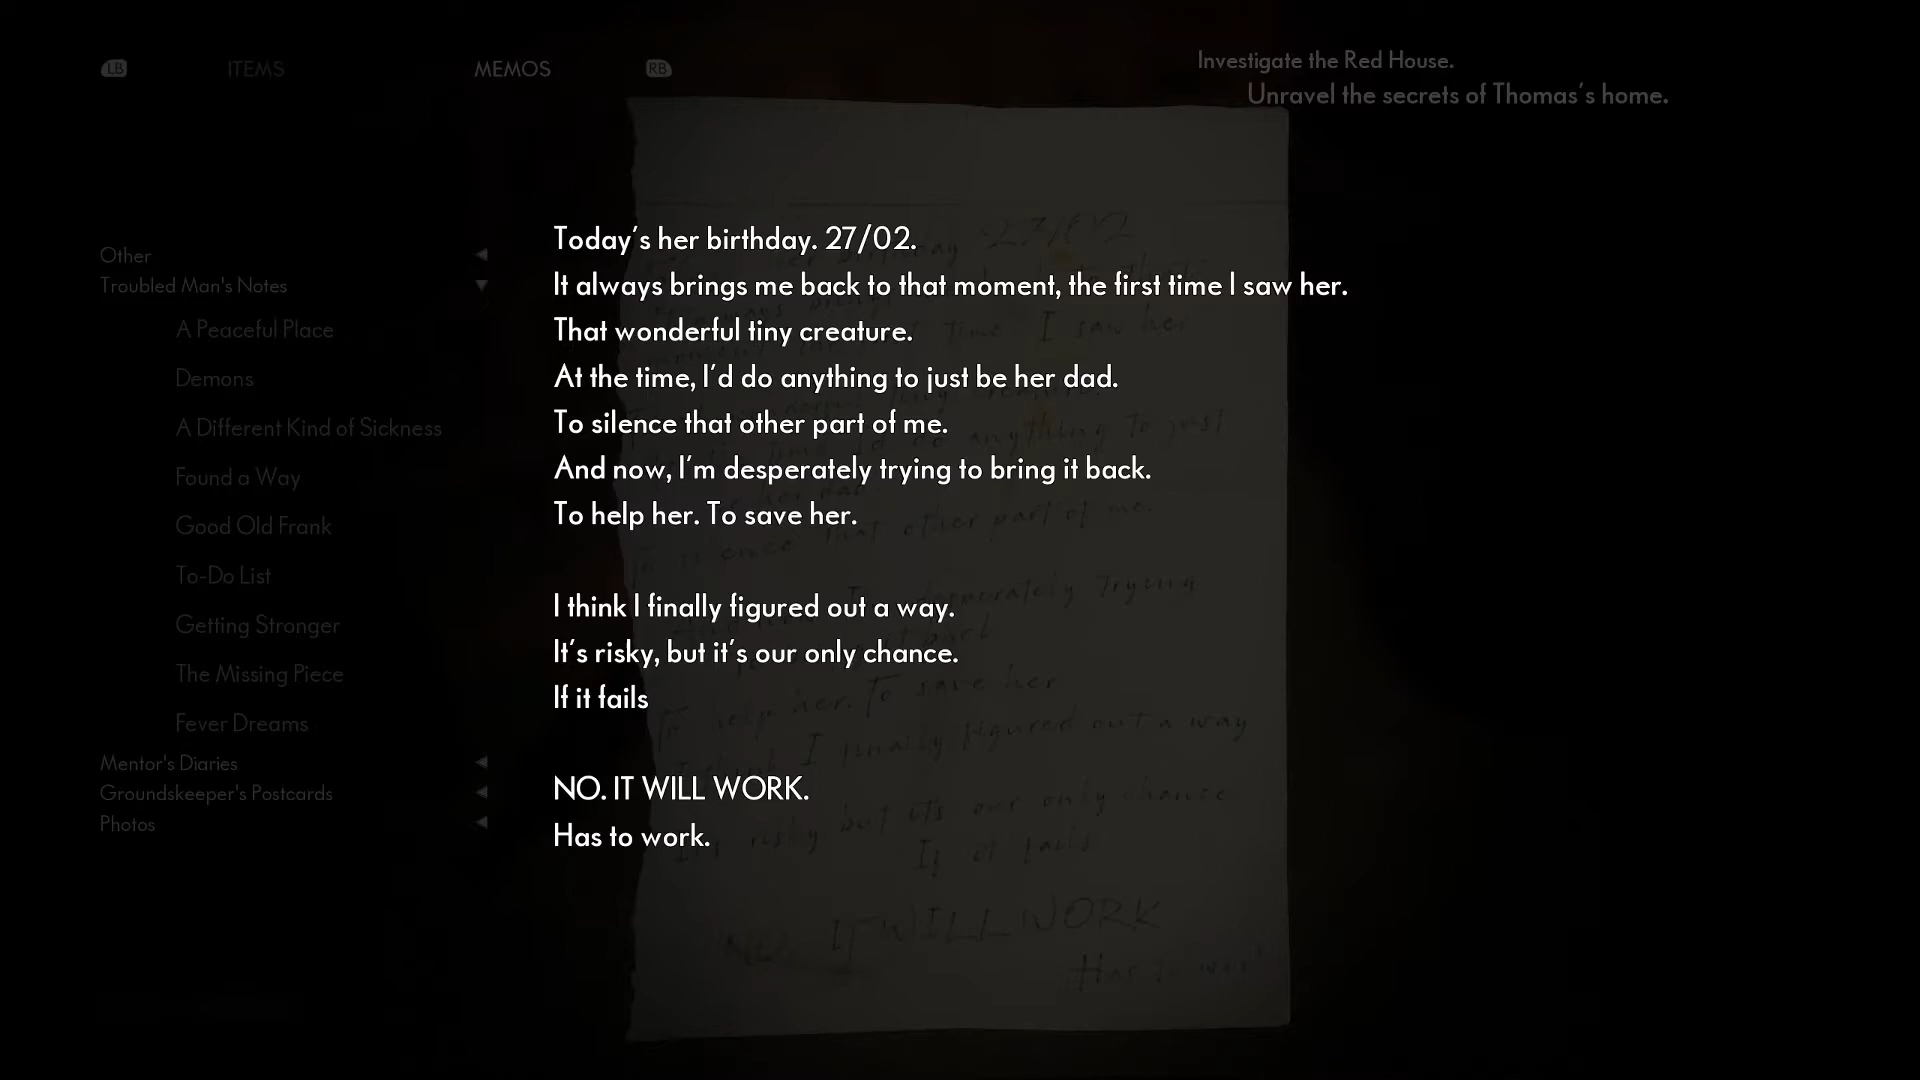 LB ITEMS MEMOS RB
Investigate the Red House.
Unravel the secrets of Thomas's home.
Other
Troubled Man's Notes
A Peaceful Place
Demons
A Different Kind of Sickness
Found a Way
Good Old Frank
To-Do List
Getting Stronger
The Missing Piece
Fever Dreams
Mentor's Diaries
Groundskeeper's Postcards
Photos
Today's her birthday. 27/02.
It always brings me back to that moment, the first time I saw her.
That wonderful tiny creature.
At the time, I'd do anything to just be her dad.
To silence that other part of me.
And now, I'm desperately trying to bring it back.
To help her. To save her.
I think I finally figured out a way.
It's risky, but it's our only chance.
If it fails
NO. IT WILL WORK.
Has to work.